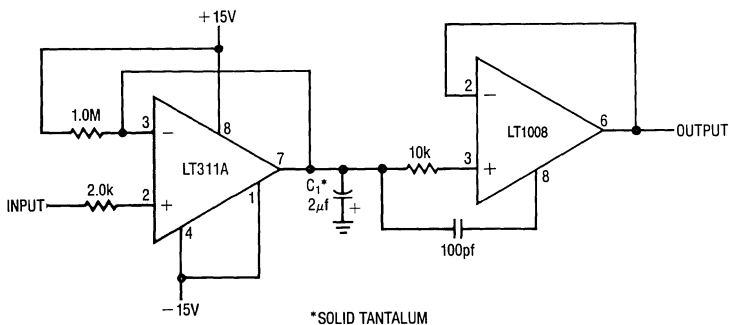 +15V
1.0M
3
−
8
LT311A
7
2.0k
INPUT
2
+
1
4
−15V
C1*
2μf
+
10k
2
−
LT1008
6
OUTPUT
3
+
8
100pf
*SOLID TANTALUM